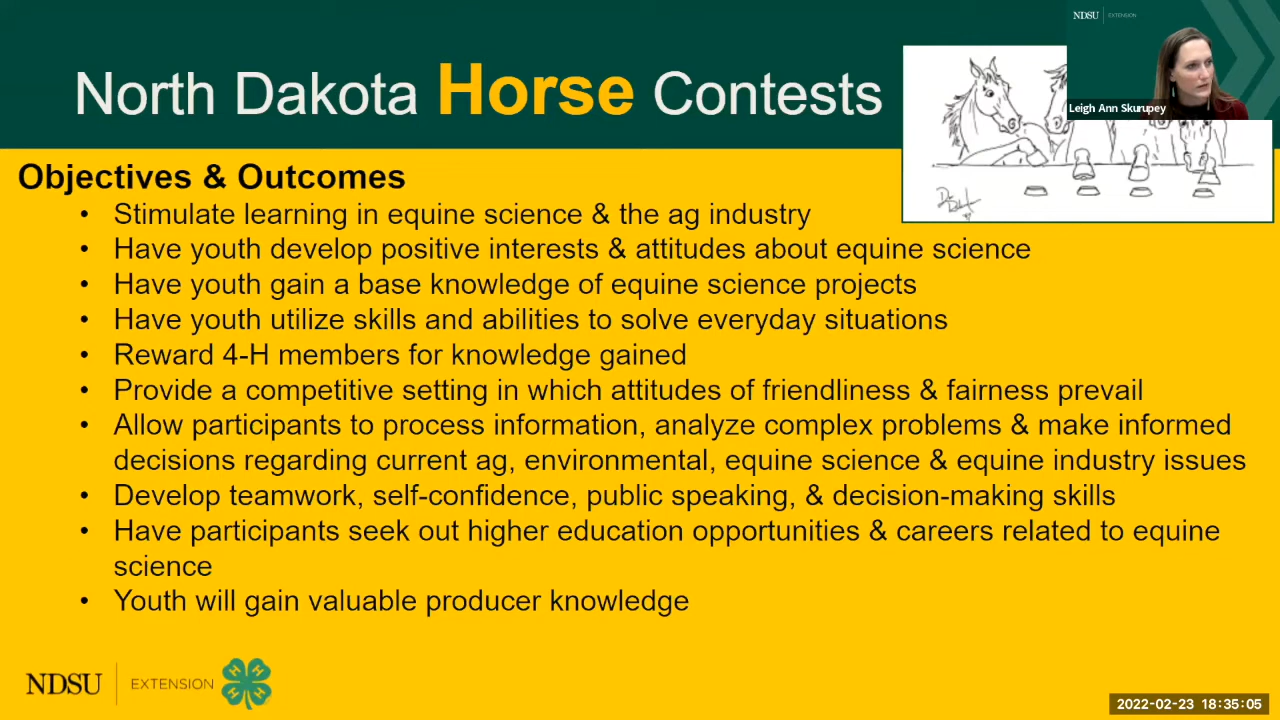 NDSU EXTENSION
North Dakota Horse Contests
Leigh Ann Skurupey
Objectives & Outcomes
• Stimulate learning in equine science & the ag industry
• Have youth develop positive interests & attitudes about equine science
• Have youth gain a base knowledge of equine science projects
• Have youth utilize skills and abilities to solve everyday situations
• Reward 4-H members for knowledge gained
• Provide a competitive setting in which attitudes of friendliness & fairness prevail
• Allow participants to process information, analyze complex problems & make informed
decisions regarding current ag, environmental, equine science & equine industry issues
• Develop teamwork, self-confidence, public speaking, & decision-making skills
• Have participants seek out higher education opportunities & careers related to equine
science
• Youth will gain valuable producer knowledge
NDSU EXTENSION
H H H H
2022-02-23 18:35:05